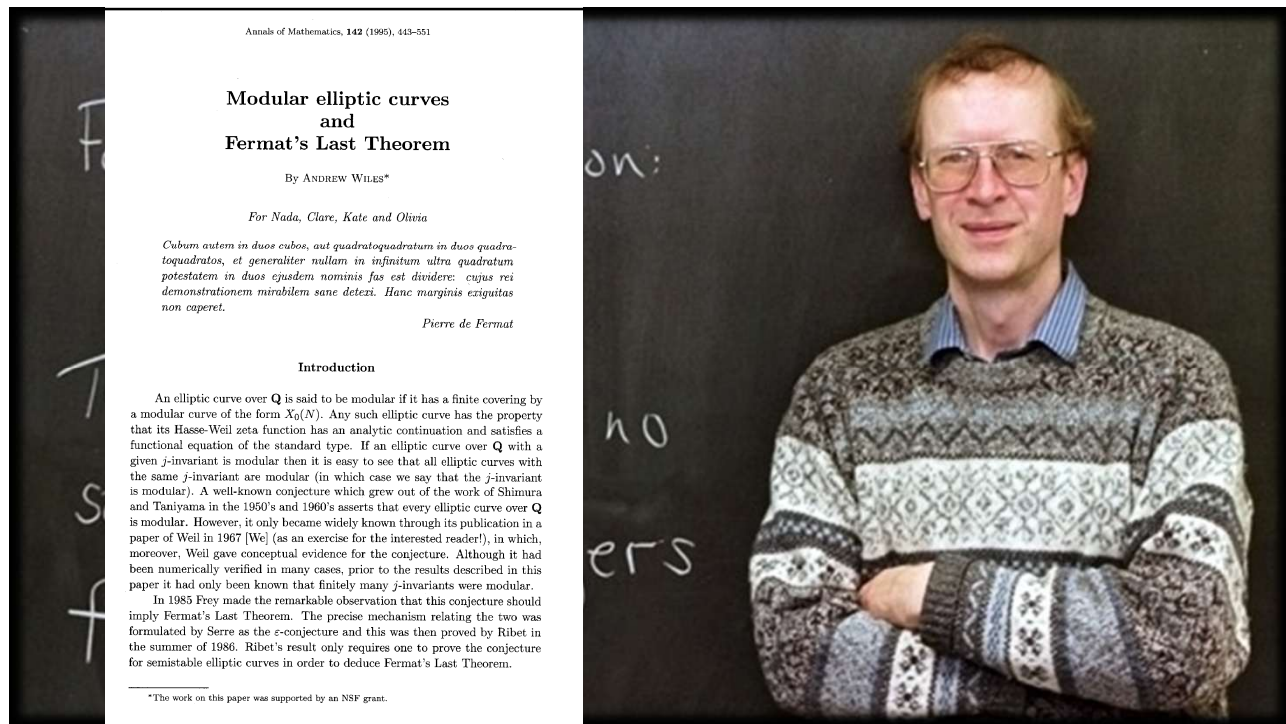 Annals of Mathematics, 142 (1995), 443–551
Modular elliptic curves
and
Fermat's Last Theorem
By ANDREW WILES*
For Nada, Clare, Kate and Olivia
Cubum autem in duos cubos, aut quadratoquadratum in duos quadra-
toquadratos, et generaliter nullam in infinitum ultra quadratum
potestatem in duos ejusdem nominis fas est dividere: cujus rei
demonstrationem mirabilem sane detexi. Hanc marginis exiguitas
non caperet.
Pierre de Fermat
Introduction
An elliptic curve over Q is said to be modular if it has a finite covering by
a modular curve of the form X₀(N). Any such elliptic curve has the property
that its Hasse-Weil zeta function has an analytic continuation and satisfies a
functional equation of the standard type. If an elliptic curve over Q with a
given j-invariant is modular then it is easy to see that all elliptic curves with
the same j-invariant are modular (in which case we say that the j-invariant
is modular). A well-known conjecture which grew out of the work of Shimura
and Taniyama in the 1950's and 1960's asserts that every elliptic curve over Q
is modular. However, it only became widely known through its publication in a
paper of Weil in 1967 [We] (as an exercise for the interested reader!), in which,
moreover, Weil gave conceptual evidence for the conjecture. Although it had
been numerically verified in many cases, prior to the results described in this
paper it had only been known that finitely many j-invariants were modular.
In 1985 Frey made the remarkable observation that this conjecture should
imply Fermat's Last Theorem. The precise mechanism relating the two was
formulated by Serre as the ε-conjecture and this was then proved by Ribet in
the summer of 1986. Ribet's result only requires one to prove the conjecture
for semistable elliptic curves in order to deduce Fermat's Last Theorem.
*The work on this paper was supported by an NSF grant.
on:
no
ers